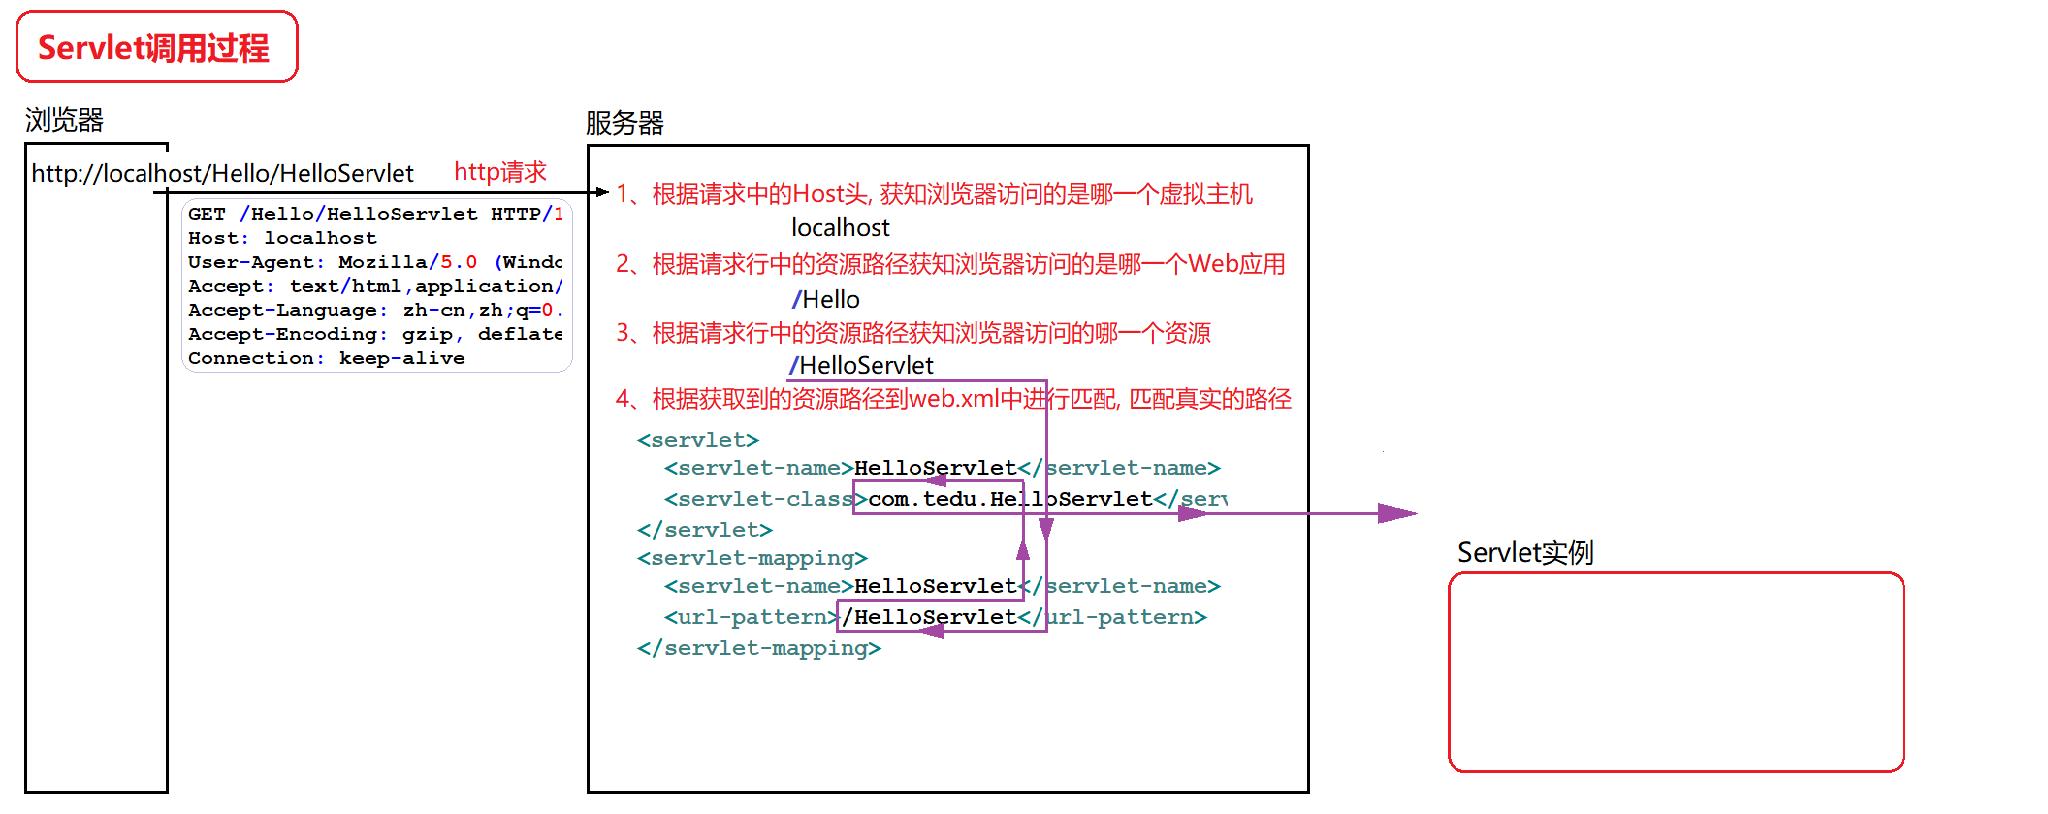 Servlet调用过程
浏览器
服务器
http://localhost/Hello/HelloServlet
http请求
GET /Hello/HelloServlet HTTP/1
Host: localhost
User-Agent: Mozilla/5.0 (Windo
Accept: text/html,application/
Accept-Language: zh-cn,zh;q=0.
Accept-Encoding: gzip, deflate
Connection: keep-alive
1、根据请求中的Host头, 获知浏览器访问的是哪一个虚拟主机
localhost
2、根据请求行中的资源路径获知浏览器访问的是哪一个Web应用
/Hello
3、根据请求行中的资源路径获知浏览器访问的哪一个资源
/HelloServlet
4、根据获取到的资源路径到web.xml中进行匹配, 匹配真实的路径
<servlet>
<servlet-name>HelloServlet</servlet-name>
<servlet-class>com.tedu.HelloServlet</serv
</servlet>
<servlet-mapping>
<servlet-name>HelloServlet</servlet-name>
<url-pattern>/HelloServlet</url-pattern>
</servlet-mapping>
Servlet实例